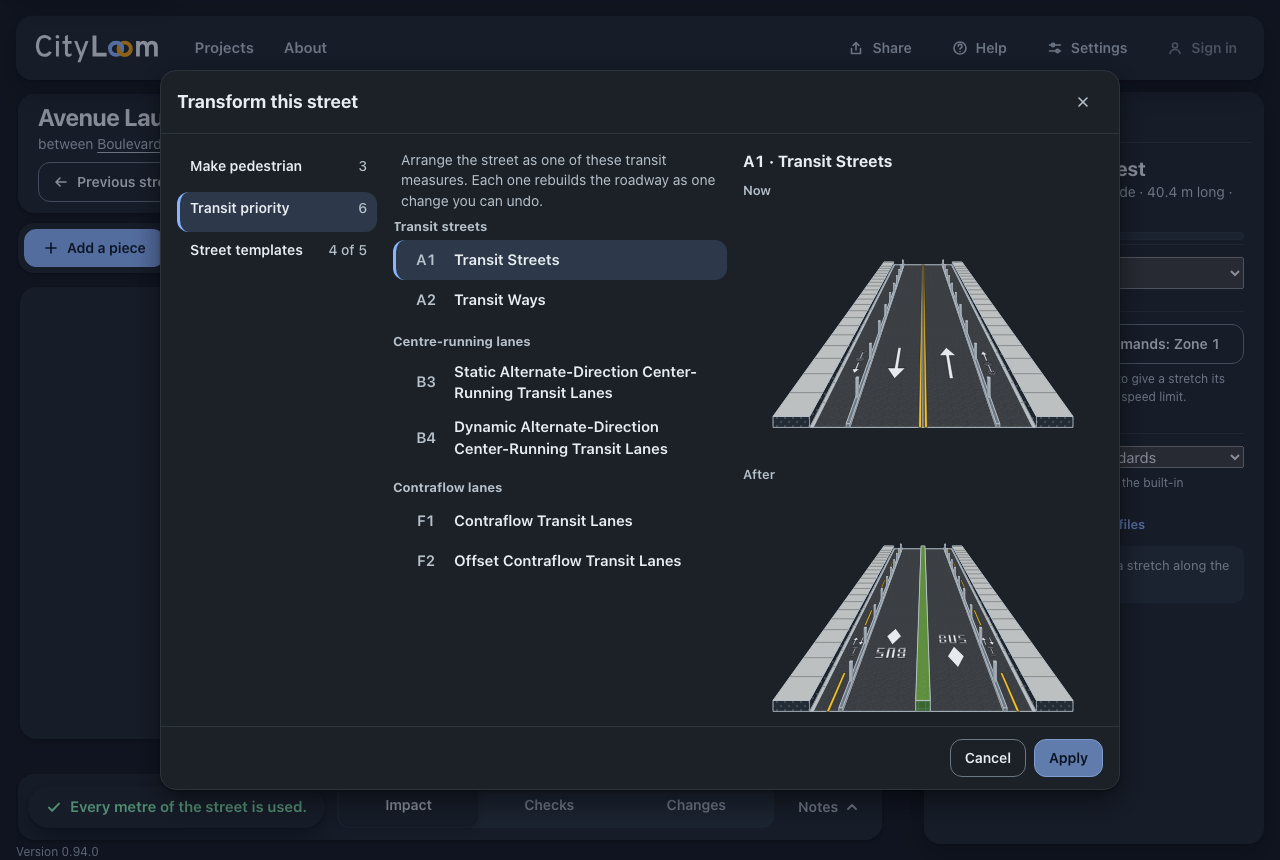 CityLoom
Projects
About
Share
Help
Settings
Sign in
Avenue Lau
between Boulevard
Previous stre
Add a piece
Transform this street
Make pedestrian 3
Transit priority 6
Street templates 4 of 5
Arrange the street as one of these transit
measures. Each one rebuilds the roadway as one
change you can undo.
Transit streets
A1 Transit Streets
A2 Transit Ways
Centre-running lanes
B3 Static Alternate-Direction Center-
Running Transit Lanes
B4 Dynamic Alternate-Direction
Center-Running Transit Lanes
Contraflow lanes
F1 Contraflow Transit Lanes
F2 Offset Contraflow Transit Lanes
A1 · Transit Streets
Now
After
BUS
BUS
Cancel
Apply
est
de · 40.4 m long ·
mands: Zone 1
to give a stretch its
speed limit.
dards
the built-in
files
a stretch along the
Every metre of the street is used.
Impact
Checks
Changes
Notes
Version 0.94.0